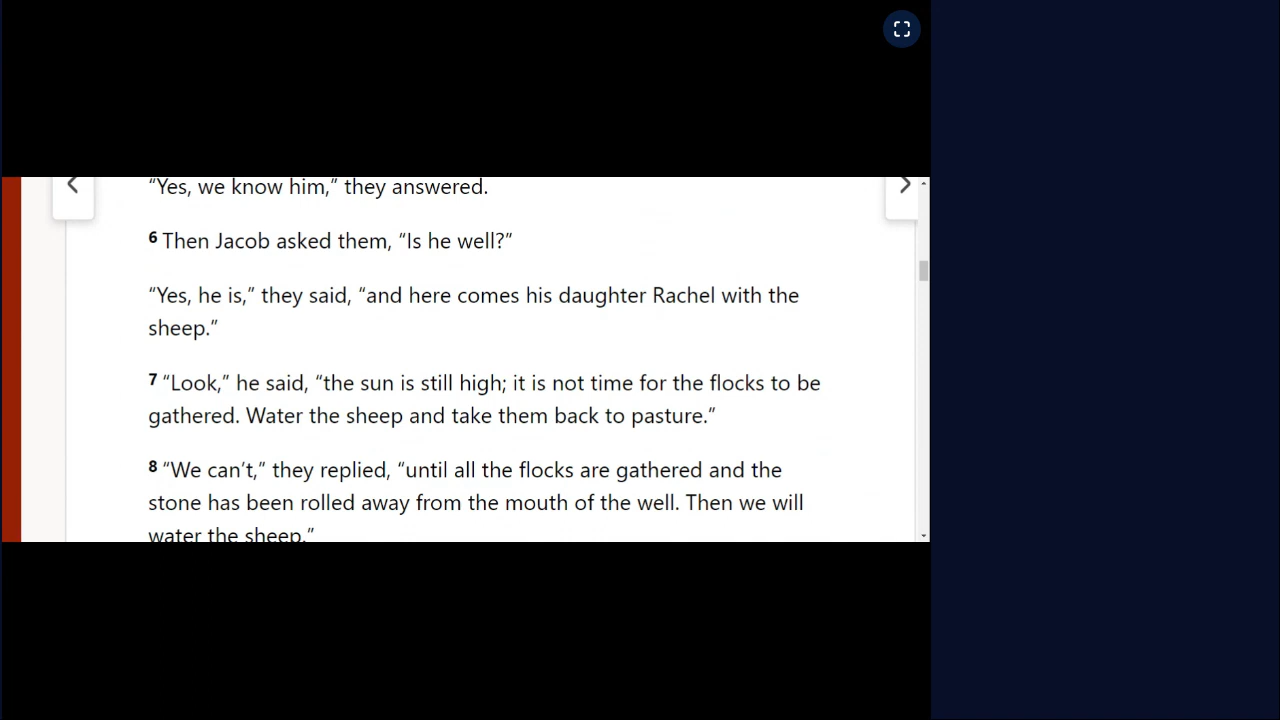 “Yes, we know him,” they answered.
6 Then Jacob asked them, “Is he well?”
“Yes, he is,” they said, “and here comes his daughter Rachel with the
sheep.”
7 “Look,” he said, “the sun is still high; it is not time for the flocks to be
gathered. Water the sheep and take them back to pasture.”
8 “We can’t,” they replied, “until all the flocks are gathered and the
stone has been rolled away from the mouth of the well. Then we will
water the sheep.”